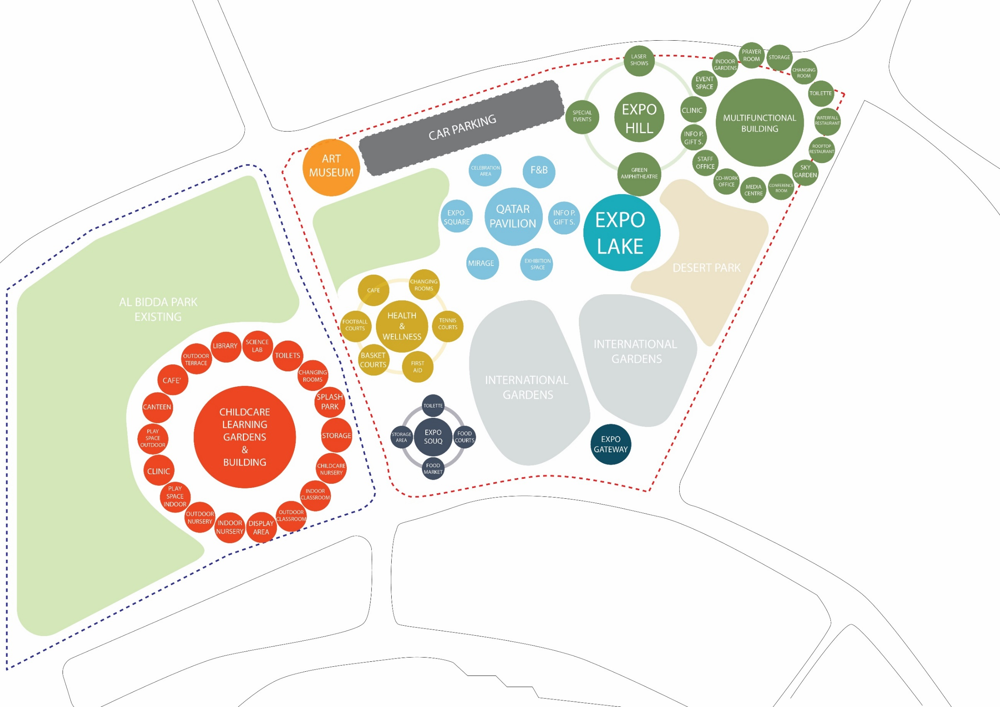 LASER
SHOWS
SPECIAL
EVENTS
EXPO
HILL
GREEN
AMPHITHEATRE
PRAYER
ROOM
STORAGE
INDOOR
GARDENS
CHANGING
ROOM
EVENT
SPACE
TOILETTE
CLINIC
MULTIFUNCTIONAL
BUILDING
WATERFALL
RESTAURANT
INFO P.
GIFT S.
ROOFTOP
RESTAURANT
STAFF
OFFICE
SKY
GARDEN
CO-WORK
OFFICE
MEDIA
CENTRE
CONFERENCE
ROOM
CAR PARKING
ART
MUSEUM
CELEBRATION
AREA
F&B
EXPO
SQUARE
QATAR
PAVILION
INFO P.
GIFT S.
MIRAGE
EXHIBITION
SPACE
EXPO
LAKE
DESERT PARK
AL BIDDA PARK
EXISTING
CAFE
CHANGING
ROOMS
FOOTBALL
COURTS
HEALTH
&
WELLNESS
TENNIS
COURTS
BASKET
COURTS
FIRST
AID
INTERNATIONAL
GARDENS
INTERNATIONAL
GARDENS
LIBRARY
SCIENCE
LAB
TOILETS
OUTDOOR
TERRACE
CHANGING
ROOMS
CAFE'
SPLASH
PARK
CANTEEN
CHILDCARE
LEARNING
GARDENS
&
BUILDING
STORAGE
PLAY
SPACE
OUTDOOR
CLINIC
CHILDCARE
NURSERY
PLAY
SPACE
INDOOR
INDOOR
CLASSROOM
OUTDOOR
NURSERY
INDOOR
NURSERY
DISPLAY
AREA
OUTDOOR
CLASSROOM
TOILETTE
STORAGE
AREA
EXPO
SOUQ
FOOD
COURTS
FOOD
MARKET
EXPO
GATEWAY